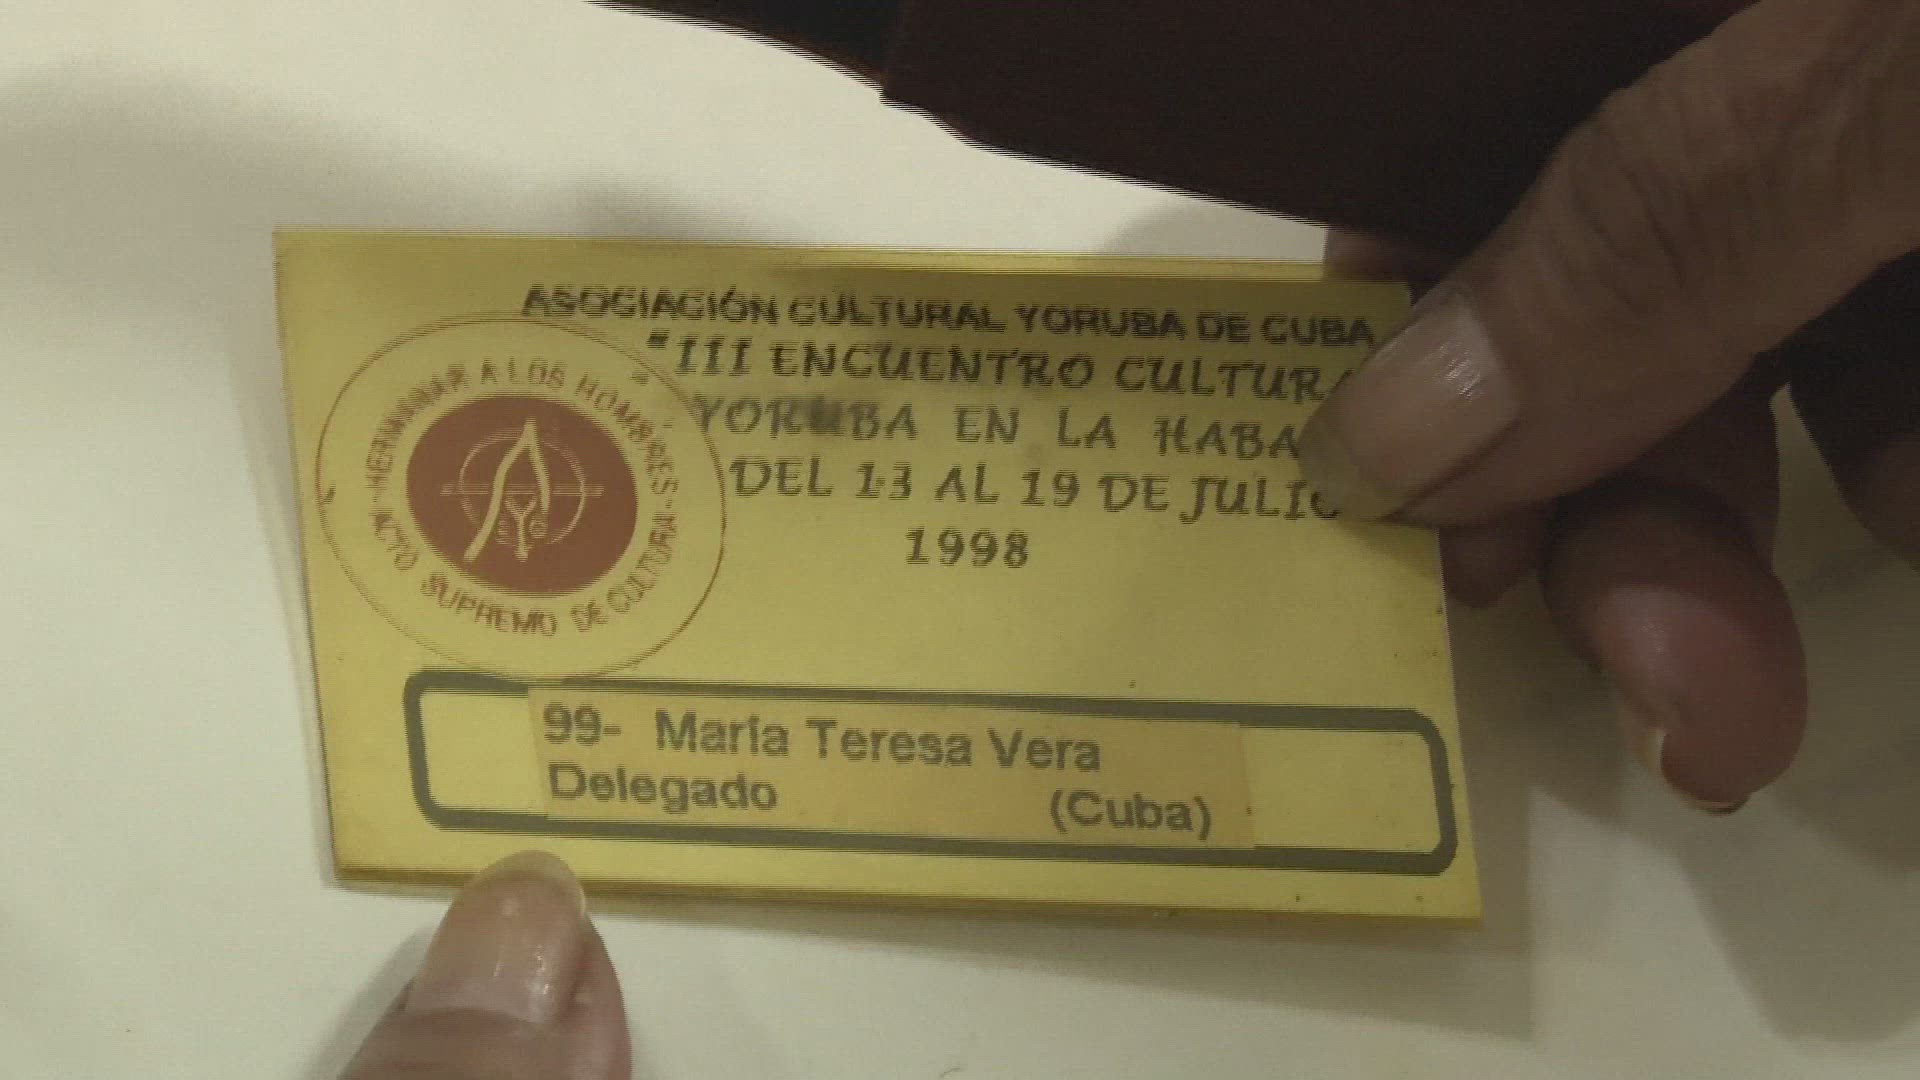 ASOCIACIÓN CULTURAL YORUBA DE CUBA
"III ENCUENTRO CULTURA
YORUBA EN LA HABA
DEL 13 AL 19 DE JULIO
1998
HERMANAR A LOS HOMBRES - ACTO SUPREMO DE CULTURA -
99- María Teresa Vera
Delegado (Cuba)